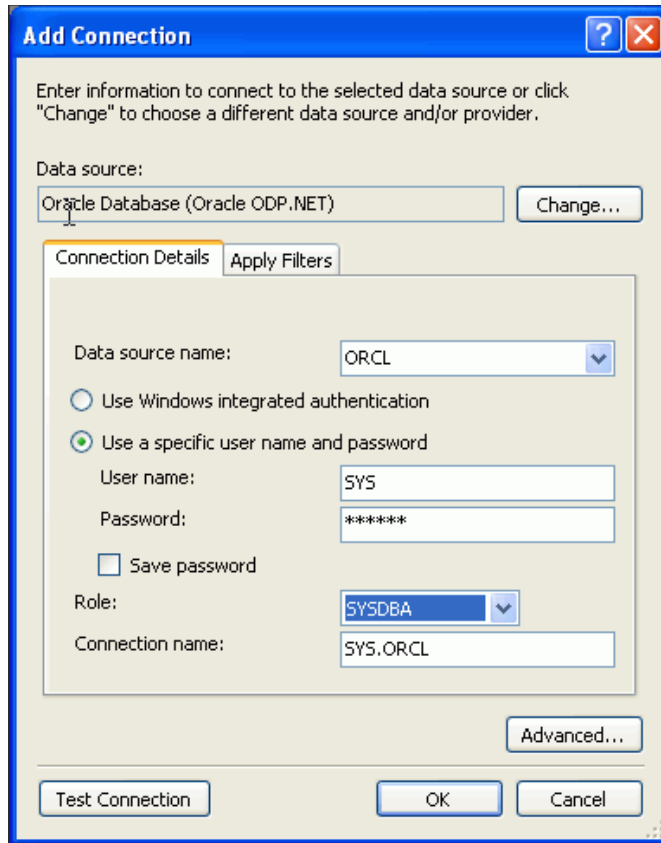 Add Connection
Enter information to connect to the selected data source or click
"Change" to choose a different data source and/or provider.
Data source:
Oracle Database (Oracle ODP.NET)
Change...
Connection Details
Apply Filters
Data source name:
ORCL
Use Windows integrated authentication
Use a specific user name and password
User name:
SYS
Password:
******
Save password
Role:
SYSDBA
Connection name:
SYS.ORCL
Advanced...
Test Connection
OK
Cancel